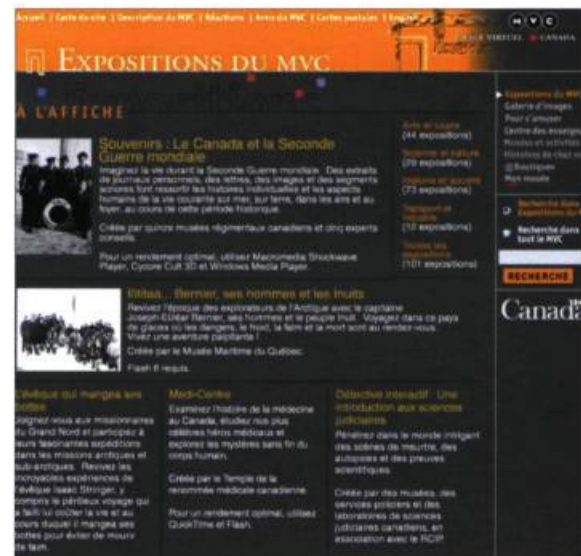 Accueil | Carte du site | Description du MVC | Réactions | Amis du MVC | Cartes postales | English
MVC
MUSÉE VIRTUEL CANADA
EXPOSITIONS DU MVC
À L'AFFICHE
Souvenirs : Le Canada et la Seconde
Guerre mondiale
Imaginez la vie durant la Seconde Guerre mondiale. Des extraits
de journaux personnels, des lettres, des images et des segments
sonores font ressortir les histoires individuelles et les aspects
humains de la vie courante sur mer, sur terre, dans les airs et au
foyer, au cours de cette période historique.
Créée par quinze musées régimentaux canadiens et cinq experts
conseils.
Pour un rendement optimal, utilisez Macromedia Shockwave
Player, Cycore Cult 3D et Windows Media Player.
Arts et
(44 expositions)
Science et nature
(29 expositions)
Histoire et société
(73 expositions)
Transport et
industrie
(12 expositions)
Toutes les
expositions
(101 expositions)
Expositions du MVC
Galerie d'images
Pour s'amuser
Centre des enseig
Musées et activités
Histoires de chez
@Boutiques
Mon musée
Recherche dans
Expositions du
Recherche dans
tout le MVC
RECHERCHE
Canada
Ititaa... Bernier, ses hommes et les Inuits
Revivez l'époque des explorateurs de l'Arctique avec le capitaine
Joseph-Elzéar Bernier, ses hommes et le peuple Inuit. Voyagez dans ce pays
de glaces où les dangers, le froid, la faim et la mort sont au rendez-vous.
Vivez une aventure palpitante !
Créée par le Musée Maritime du Québec.
Flash 6 requis.
L'évêque qui mangea ses
bottes
Joignez-vous aux missionnaires
du Grand Nord et participez à
leurs fascinantes expéditions
dans les missions arctiques et
sub-arctiques. Revivez les
incroyables expériences de
l'évêque Isaac Stringer, y
compris le périlleux voyage qui
a failli lui coûter la vie et au
cours duquel il mangea ses
bottes pour éviter de mourir
de faim.
Medi-Centre
Examinez l'histoire de la médecine
au Canada, étudiez nos plus
célèbres héros médicaux et
explorez les mystères sans fin du
corps humain.
Créée par le Temple de la
renommée médicale canadienne.
Pour un rendement optimal, utilisez
QuickTime et Flash.
Détective interactif : Une
introduction aux sciences
judiciaires
Pénétrez dans le monde intrigant
des scènes de meurtre, des
autopsies et des preuves
scientifiques.
Créée par des musées, des
services policiers et des
laboratoires de sciences
judiciaires canadiens, en
association avec le RCIP.